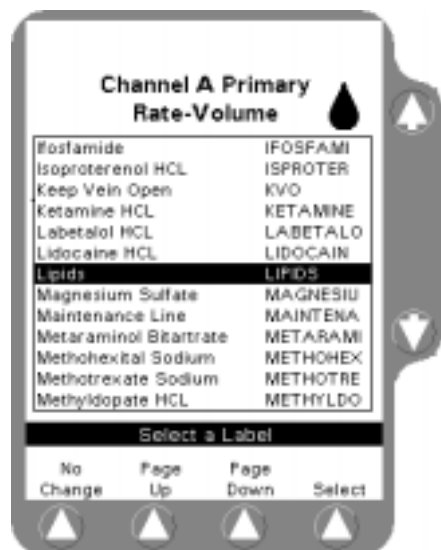 Channel A Primary
Rate-Volume
Ifosfamide IFOSFAMI
Isoproterenol HCL ISPROTER
Keep Vein Open KVO
Ketamine HCL KETAMINE
Labetalol HCL LABETALO
Lidocaine HCL LIDOCAIN
Lipids LIPIDS
Magnesium Sulfate MAGNESIU
Maintenance Line MAINTENA
Metaraminol Bitartrate METARAMI
Methohexital Sodium METHOHEX
Methotrexate Sodium METHOTRE
Methyldopate HCL METHYLDO
Select a Label
No Change Page Up Page Down Select